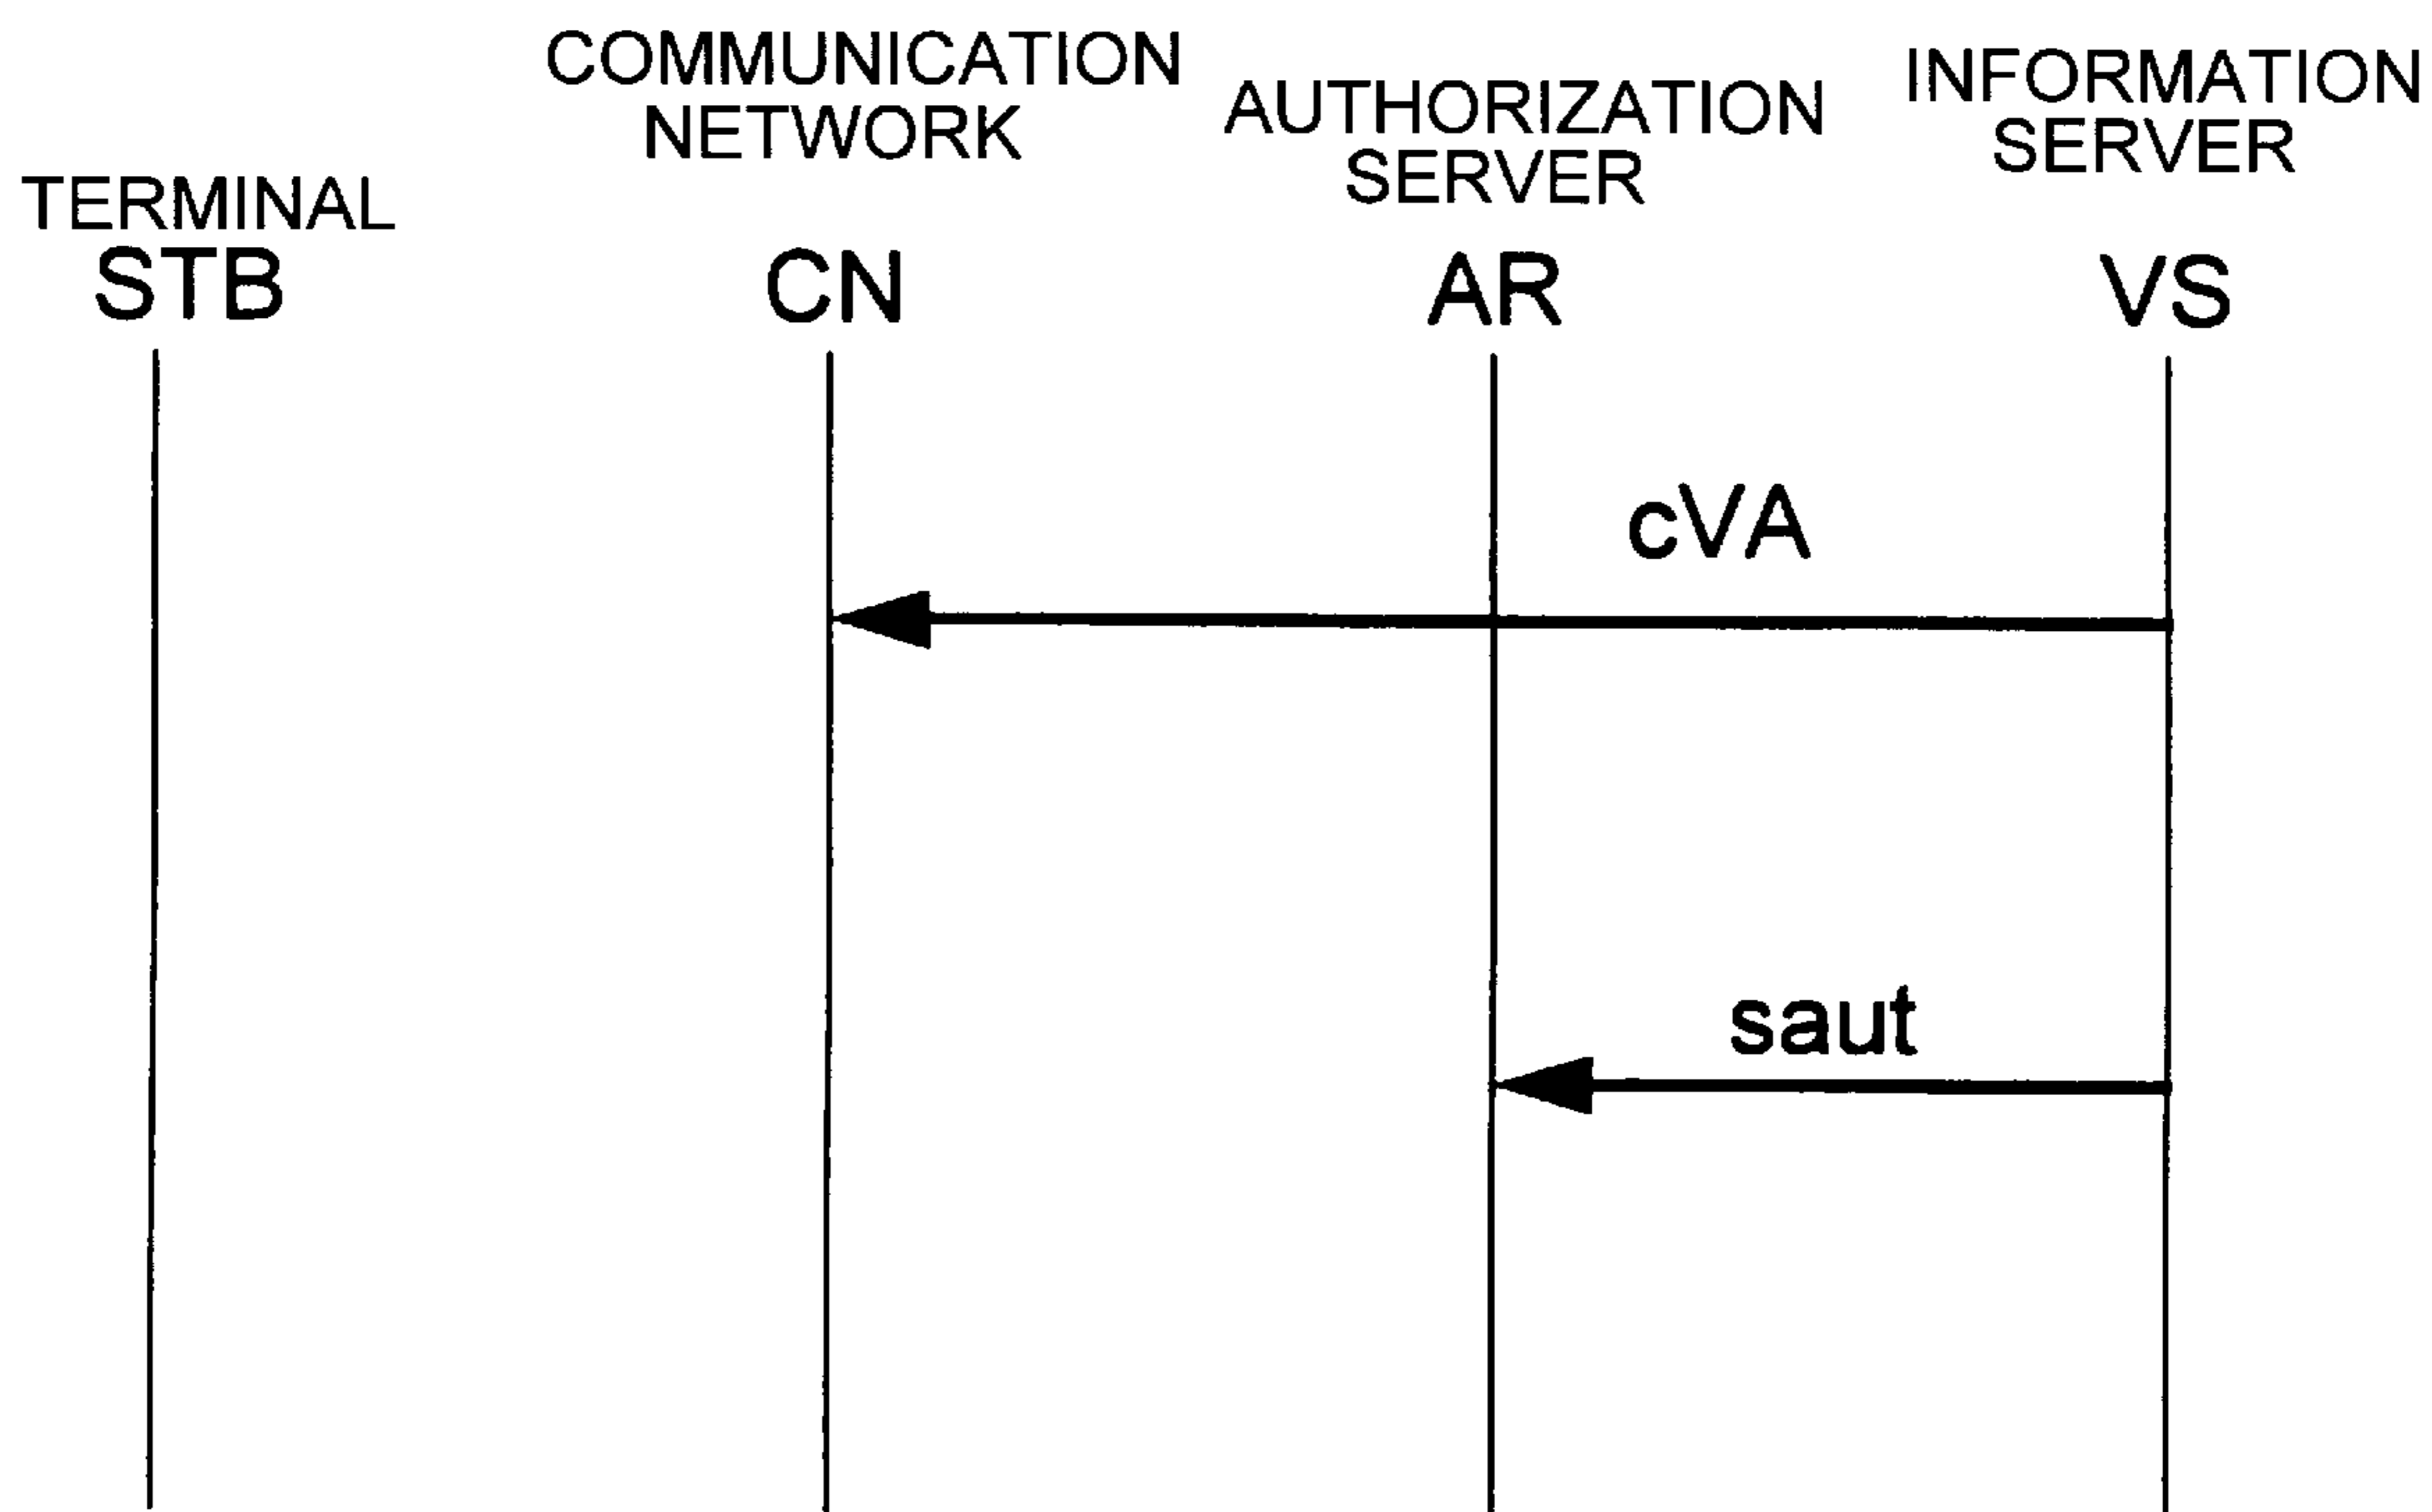 COMMUNICATION
NETWORK
AUTHORIZATION
SERVER
INFORMATION
SERVER
TERMINAL
STB
CN
AR
VS
cVA
saut